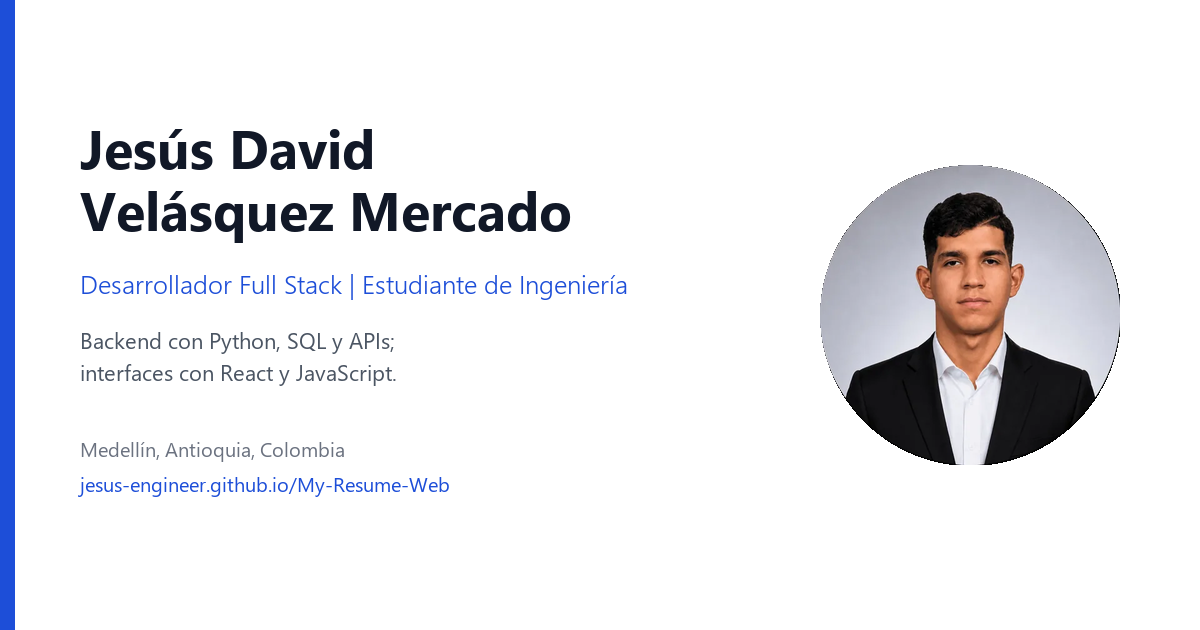 Jesús David
Velásquez Mercado
Desarrollador Full Stack | Estudiante de Ingeniería
Backend con Python, SQL y APIs;
interfaces con React y JavaScript.
Medellín, Antioquia, Colombia
jesus-engineer.github.io/My-Resume-Web